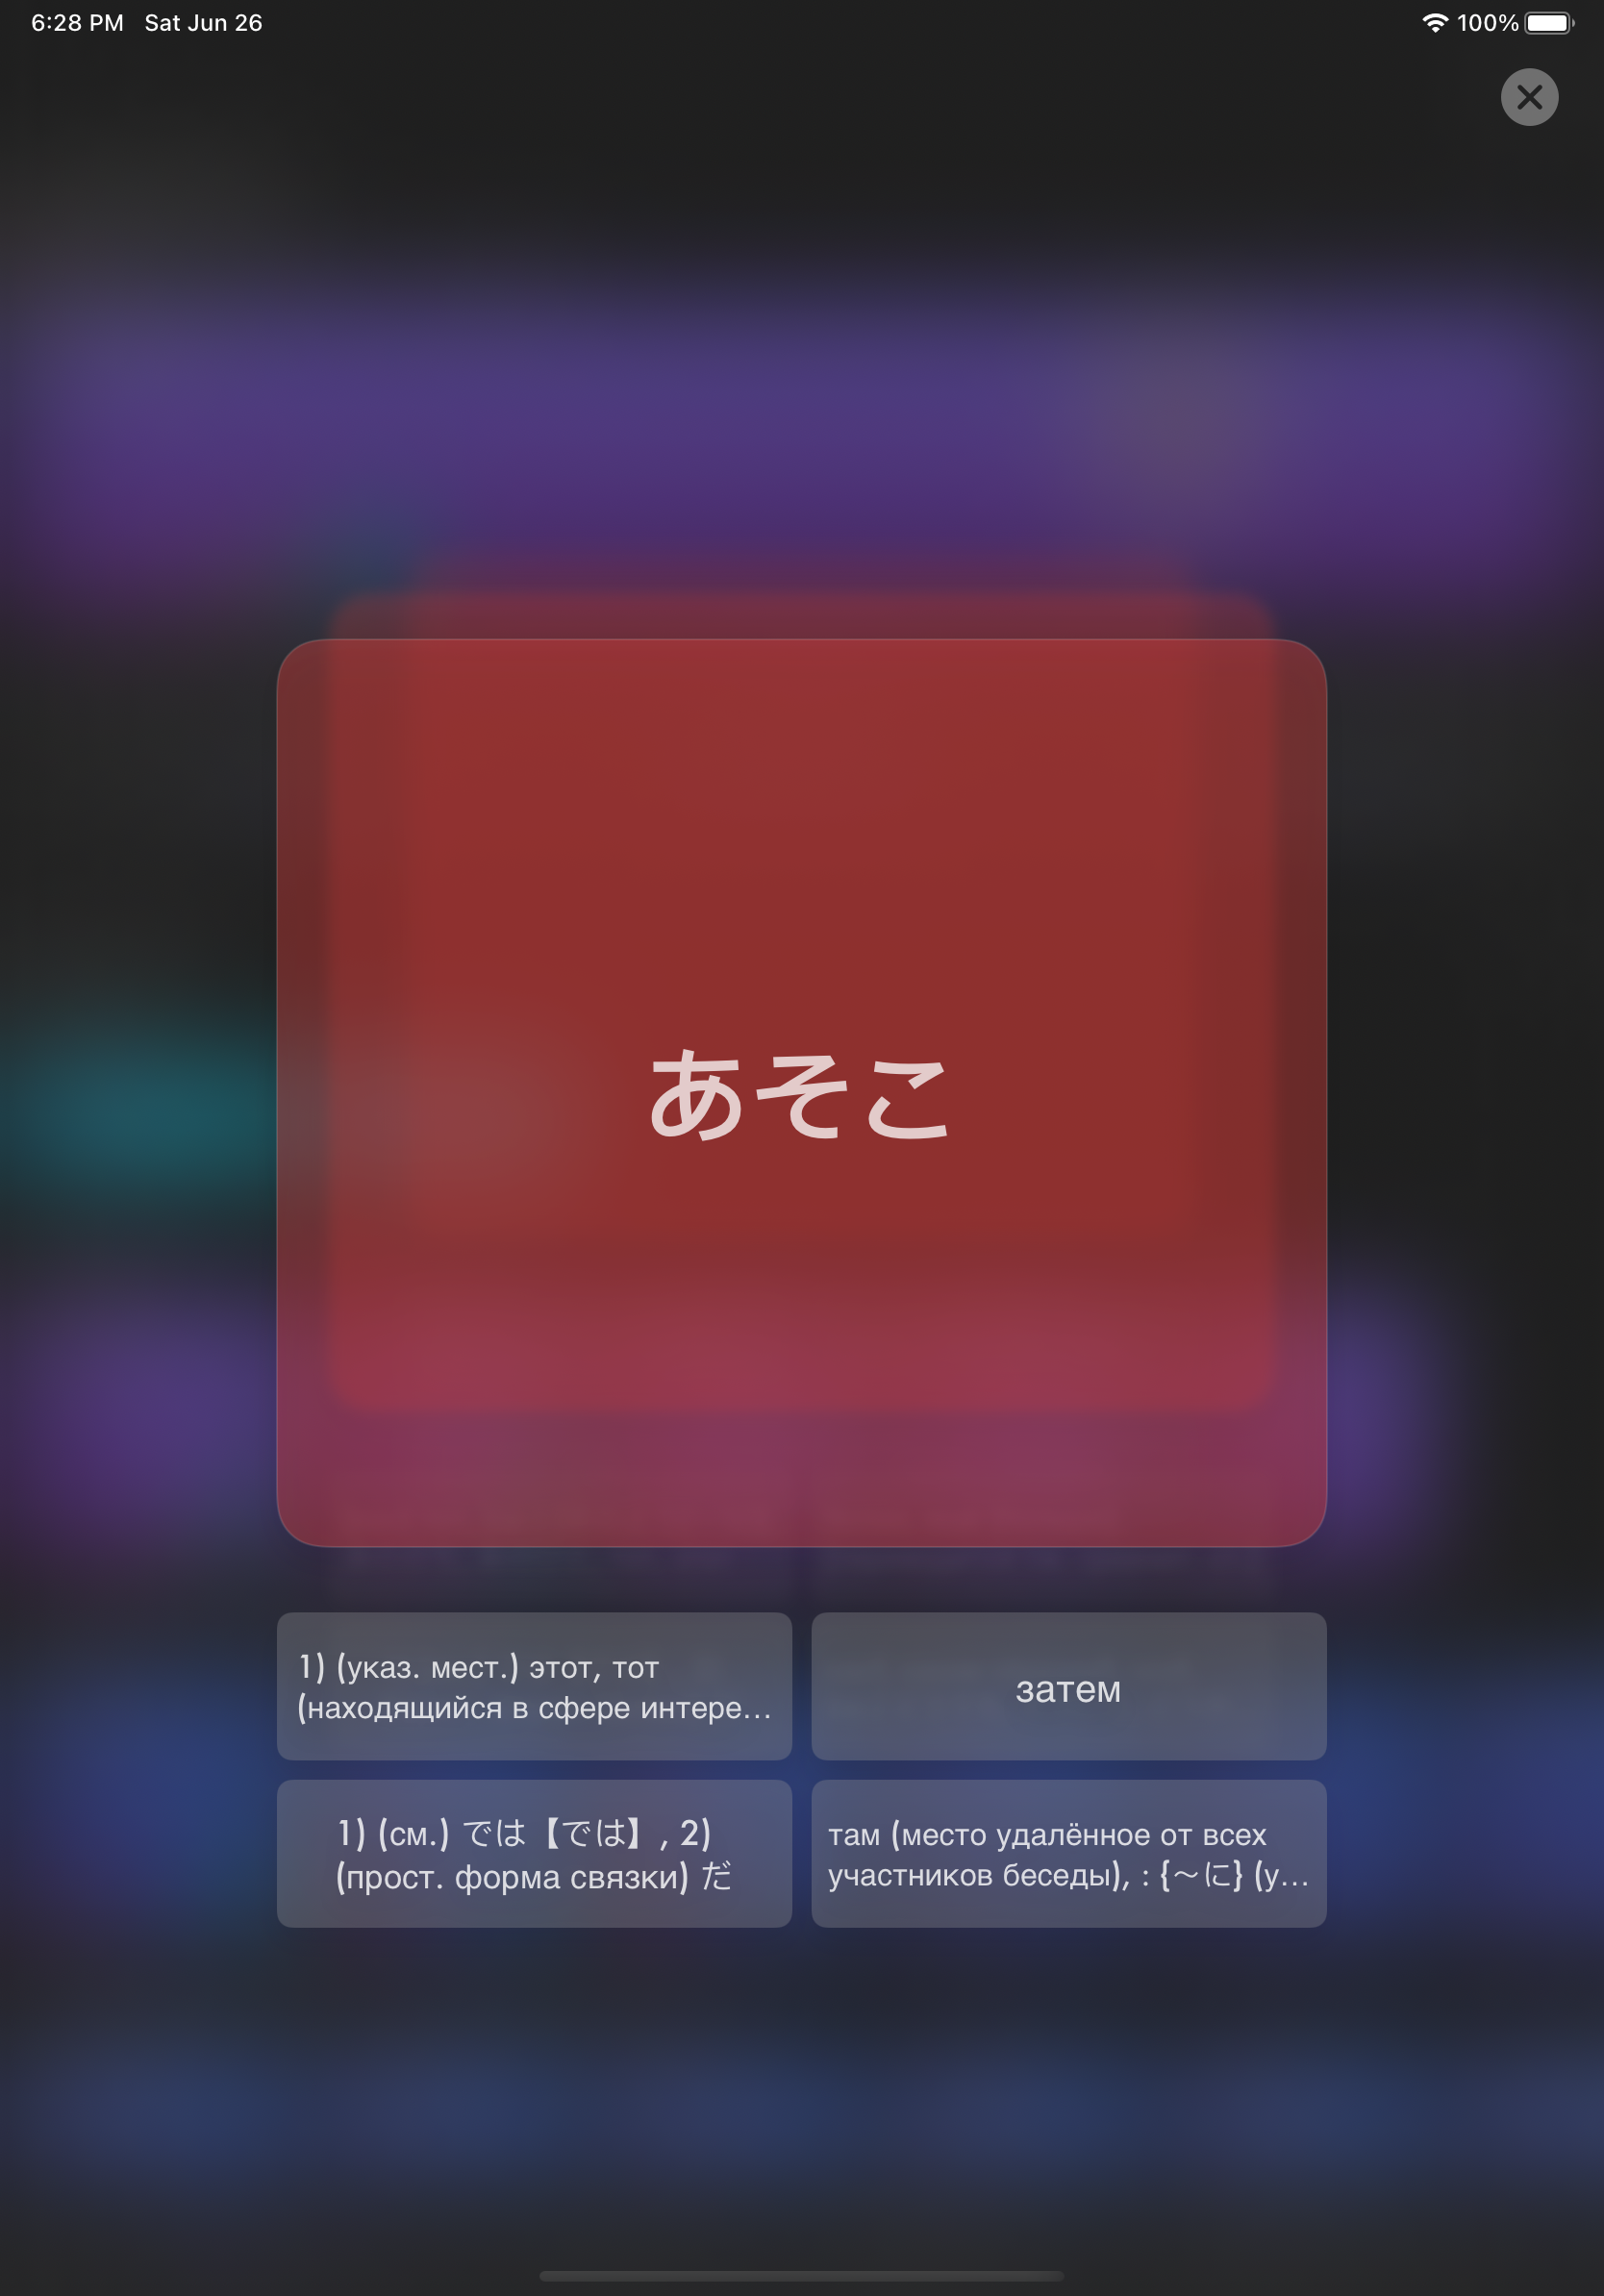 6:28 PM Sat Jun 26 100%
あそこ
1) (указ. мест.) этот, тот
(находящийся в сфере интере…
затем
1) (см.) では【では】, 2)
(прост. форма связки) だ
там (место удалённое от всех
участников беседы), : {〜に} (у…